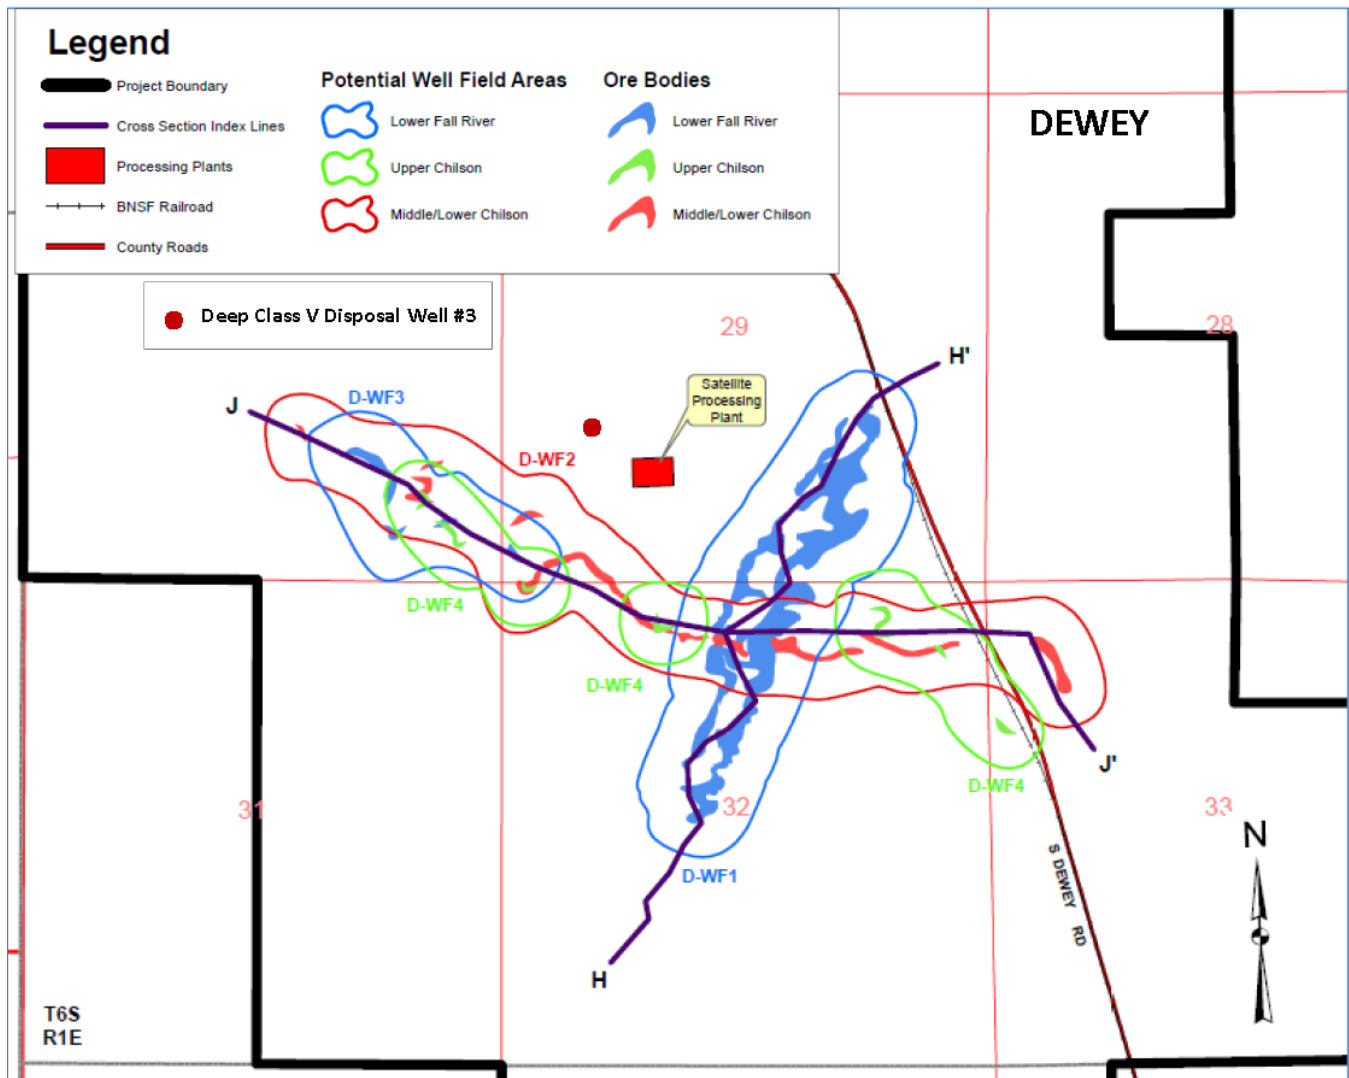 Legend
Project Boundary
Cross Section Index Lines
Processing Plants
BNSF Railroad
County Roads
Potential Well Field Areas
Lower Fall River
Upper Chilson
Middle/Lower Chilson
Ore Bodies
Lower Fall River
Upper Chilson
Middle/Lower Chilson
DEWEY
Deep Class V Disposal Well #3
29
28
H'
Satellite
Processing
Plant
J
D-WF3
D-WF2
D-WF4
D-WF4
D-WF4
J'
31
32
33
D-WF1
N
S DEWEY RD
H
T6S
R1E